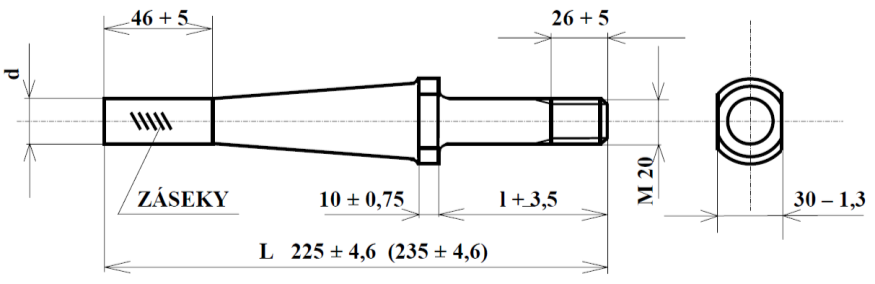 46 + 5
26 + 5
d
ZÁSEKY
10 ± 0,75
l + 3,5
M 20
30 – 1,3
L 225 ± 4,6 (235 ± 4,6)